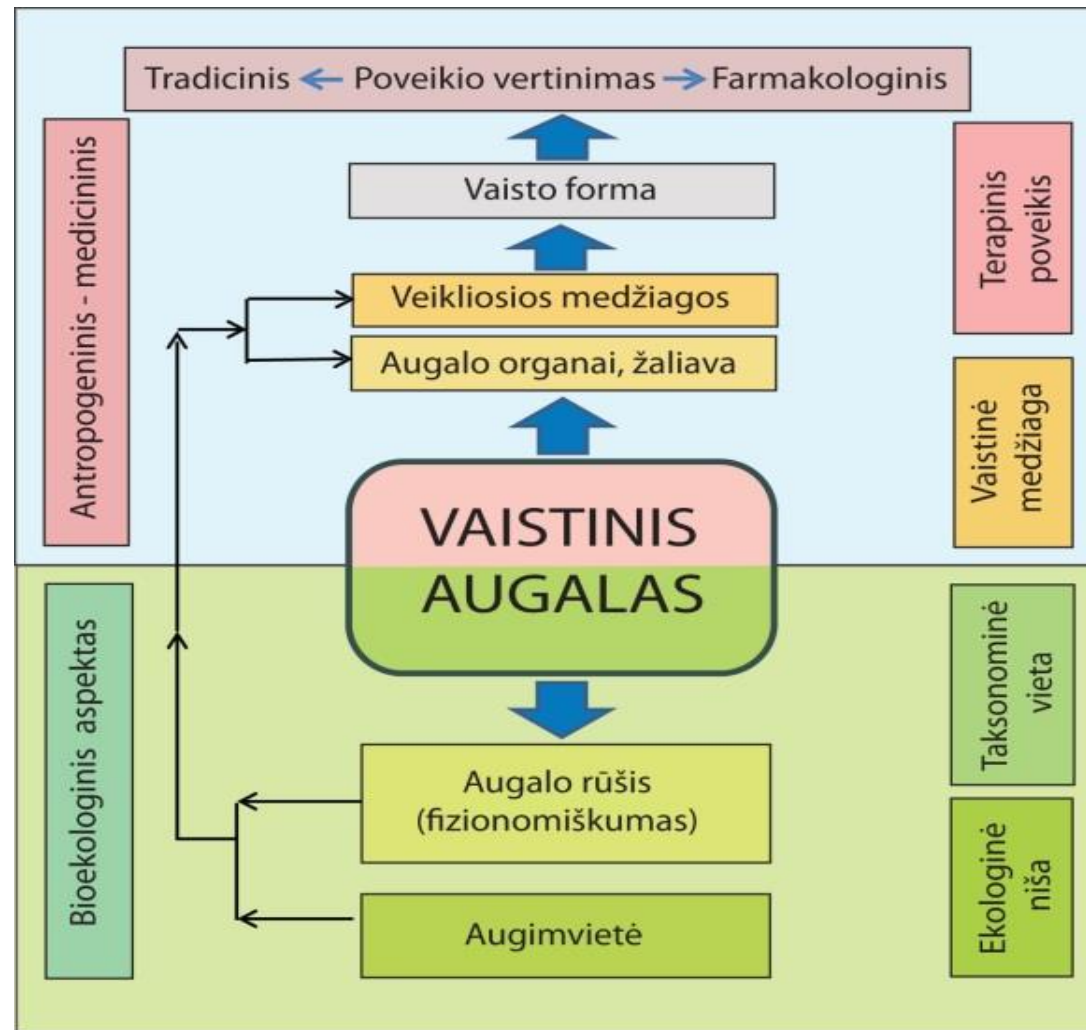 Tradicinis Poveikio vertinimas Farmakologinis
Antropogeninis - medicininis
Vaisto forma
Terapinis
poveikis
Veikliosios medžiagos
Augalo organai, žaliava
Vaistinė
medžiaga
VAISTINIS
AUGALAS
Bioekologinis aspektas
Taksonominė
vieta
Augalo rūšis
(fizionomiškumas)
Ekologinė
niša
Augimvietė